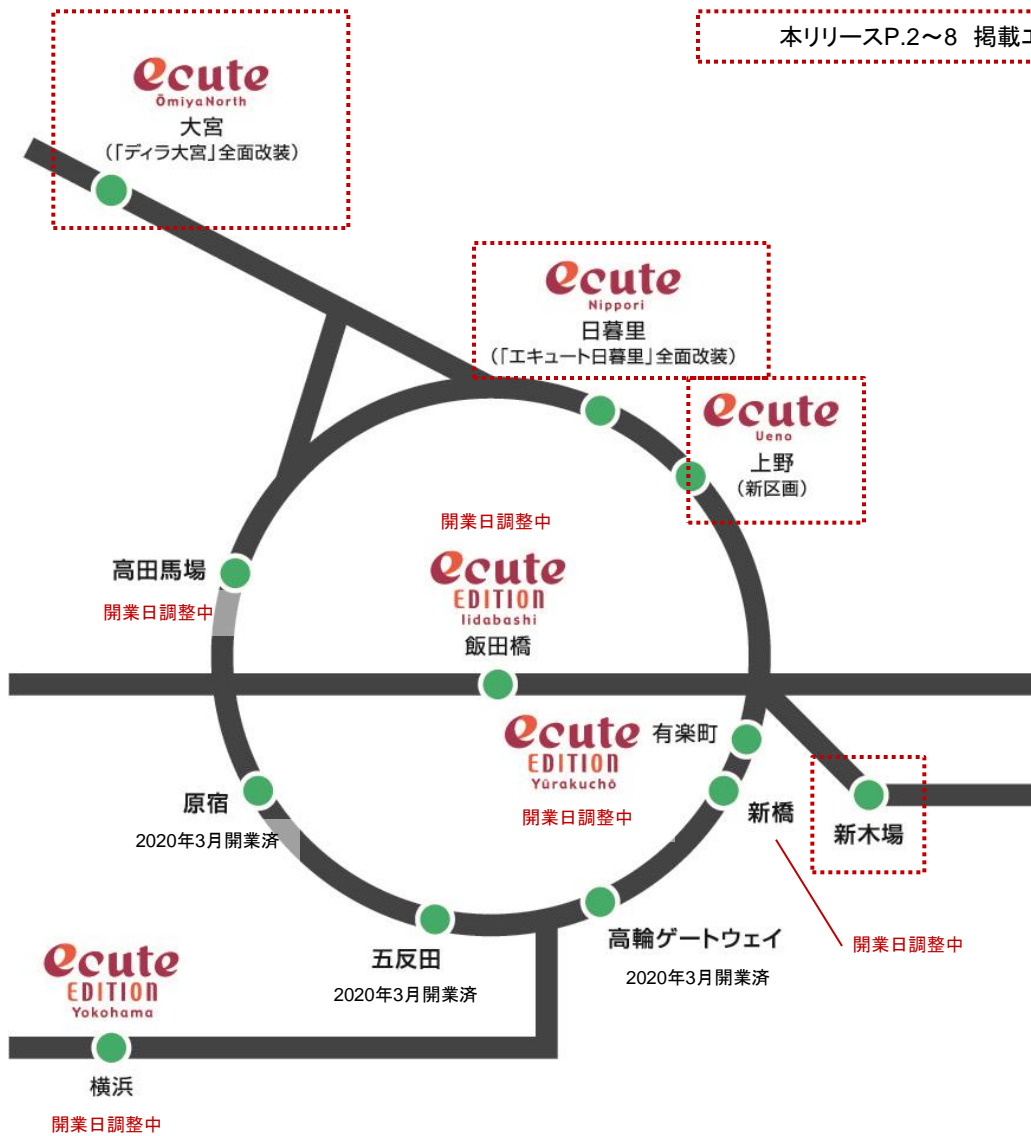 本リリースP.2～8 掲載エ
ecute
ŌmiyaNorth
大宮
（「ディラ大宮」全面改装）
ecute
Nippori
日暮里
（「エキュート日暮里」全面改装）
ecute
Ueno
上野
（新区画）
開業日調整中
ecute
EDITION
Iidabashi
飯田橋
高田馬場
開業日調整中
ecute
EDITION
Yūrakuchō
有楽町
開業日調整中
新橋
開業日調整中
新木場
原宿
2020年3月開業済
高輪ゲートウェイ
2020年3月開業済
五反田
2020年3月開業済
ecute
EDITION
Yokohama
横浜
開業日調整中